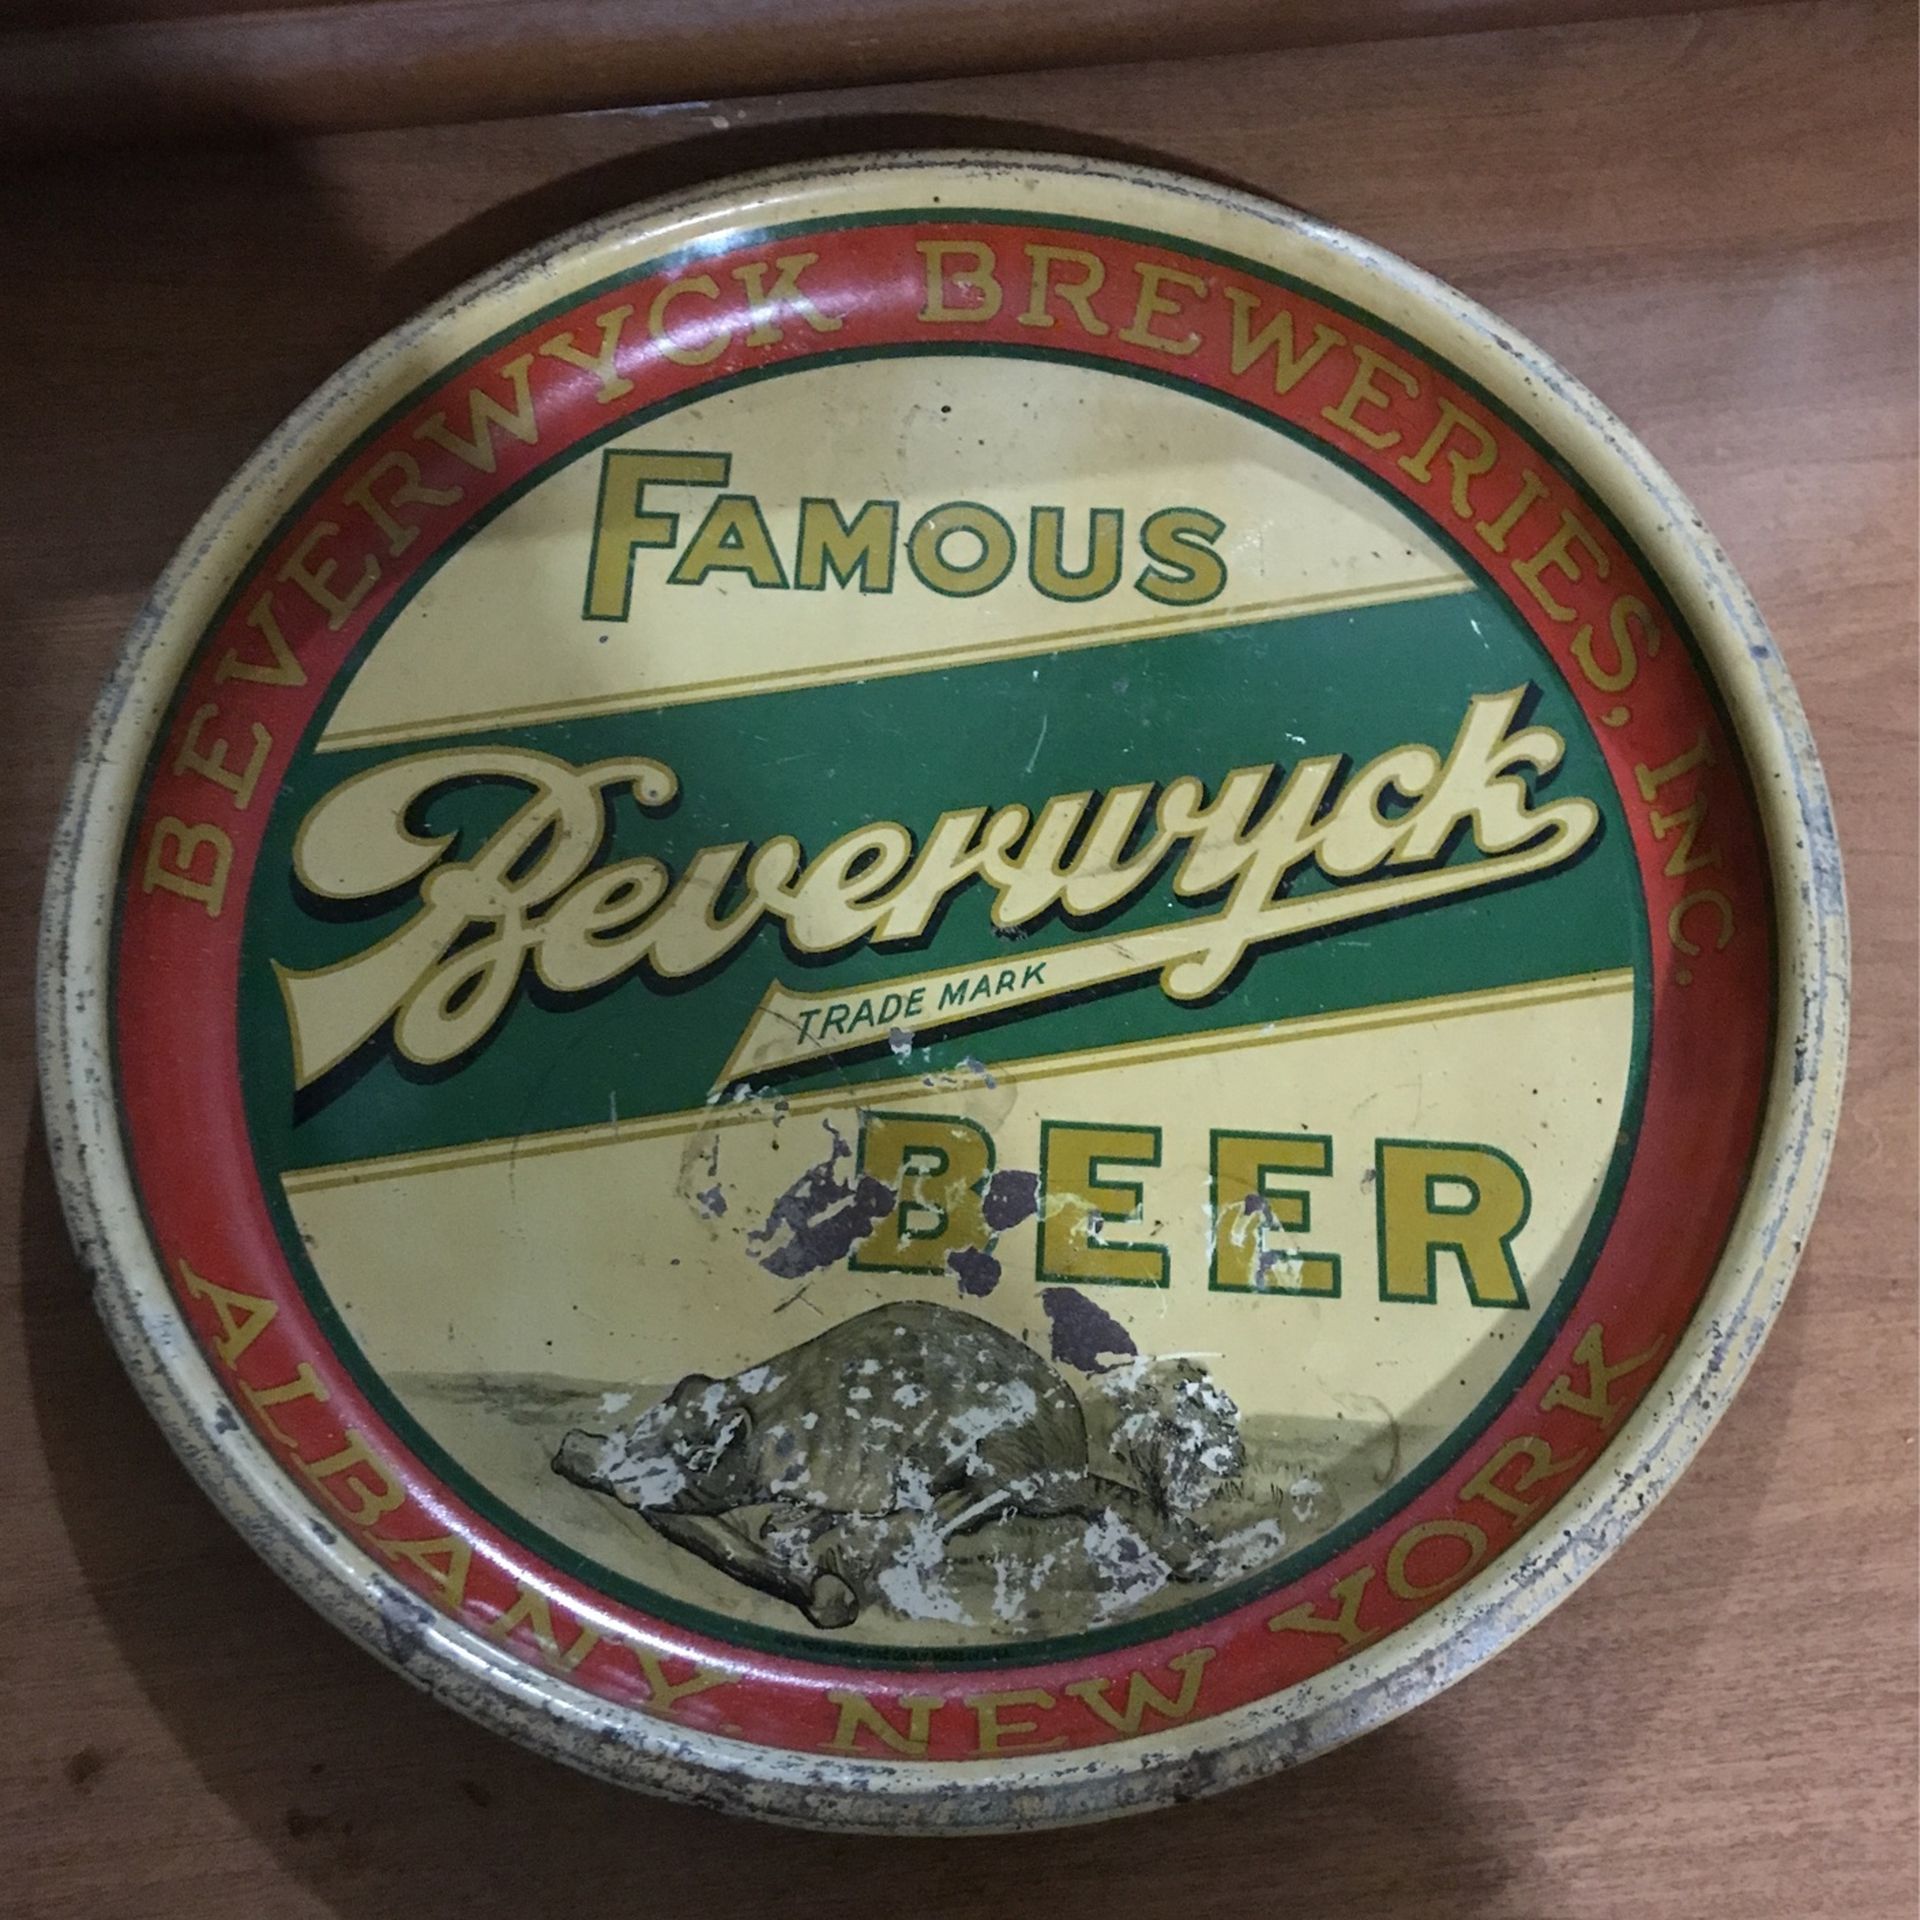 BEVERWYCK BREWERIES, INC.
FAMOUS
Beverwyck
TRADE MARK
BEER
ALBANY, NEW YORK